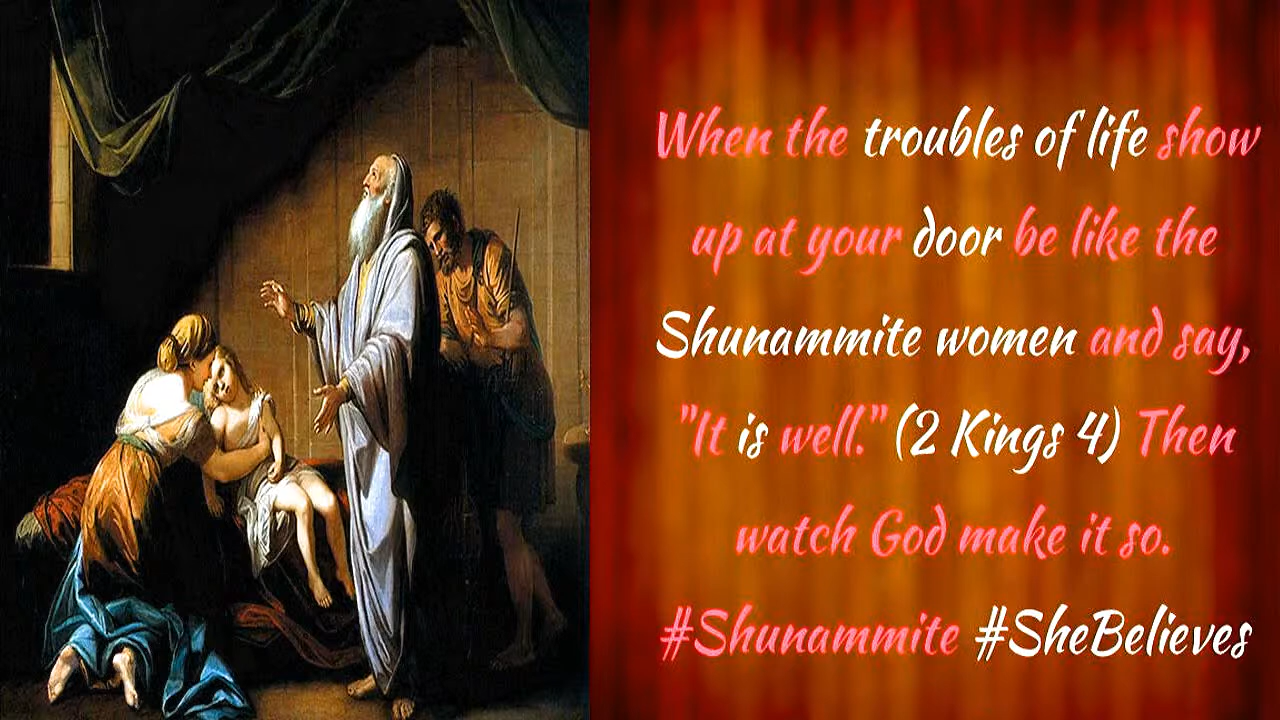 When the troubles of life show
up at your door be like the
Shunammite women and say,
"It is well." (2 Kings 4) Then
watch God make it so.
#Shunammite #SheBelieves